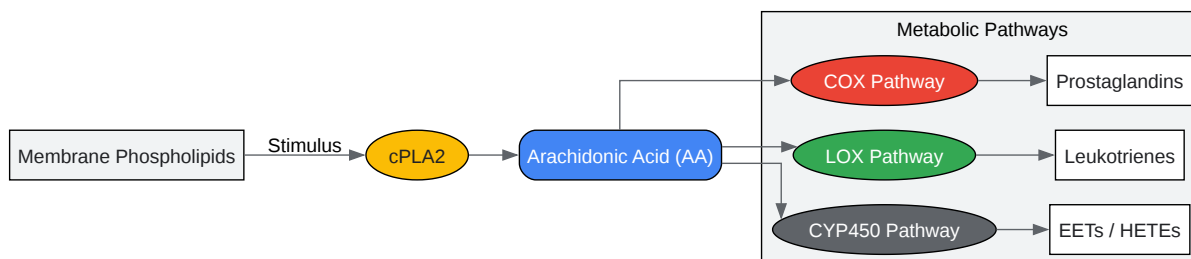 Metabolic Pathways
COX Pathway
Prostaglandins
Membrane Phospholipids
Stimulus
cPLA2
Arachidonic Acid (AA)
LOX Pathway
Leukotrienes
CYP450 Pathway
EETs / HETEs